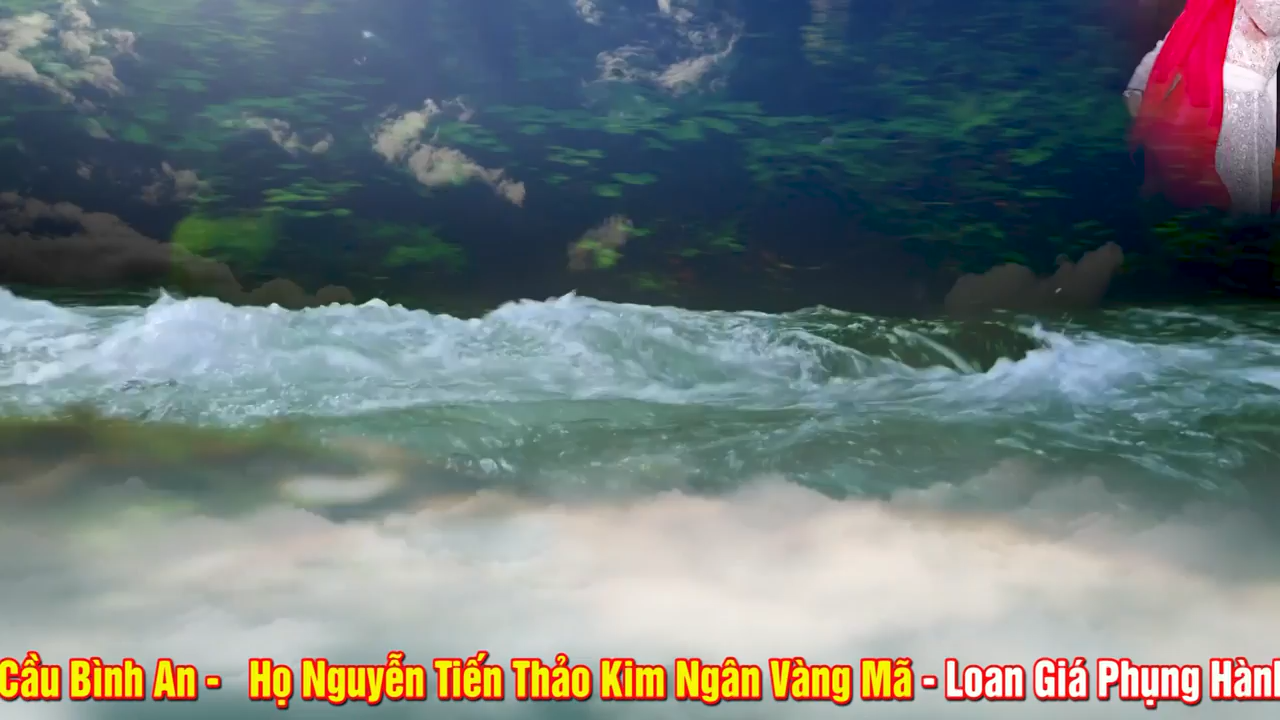 Cầu Bình An - Họ Nguyễn Tiến Thảo Kim Ngân Vàng Mã - Loan Giá Phụng Hành